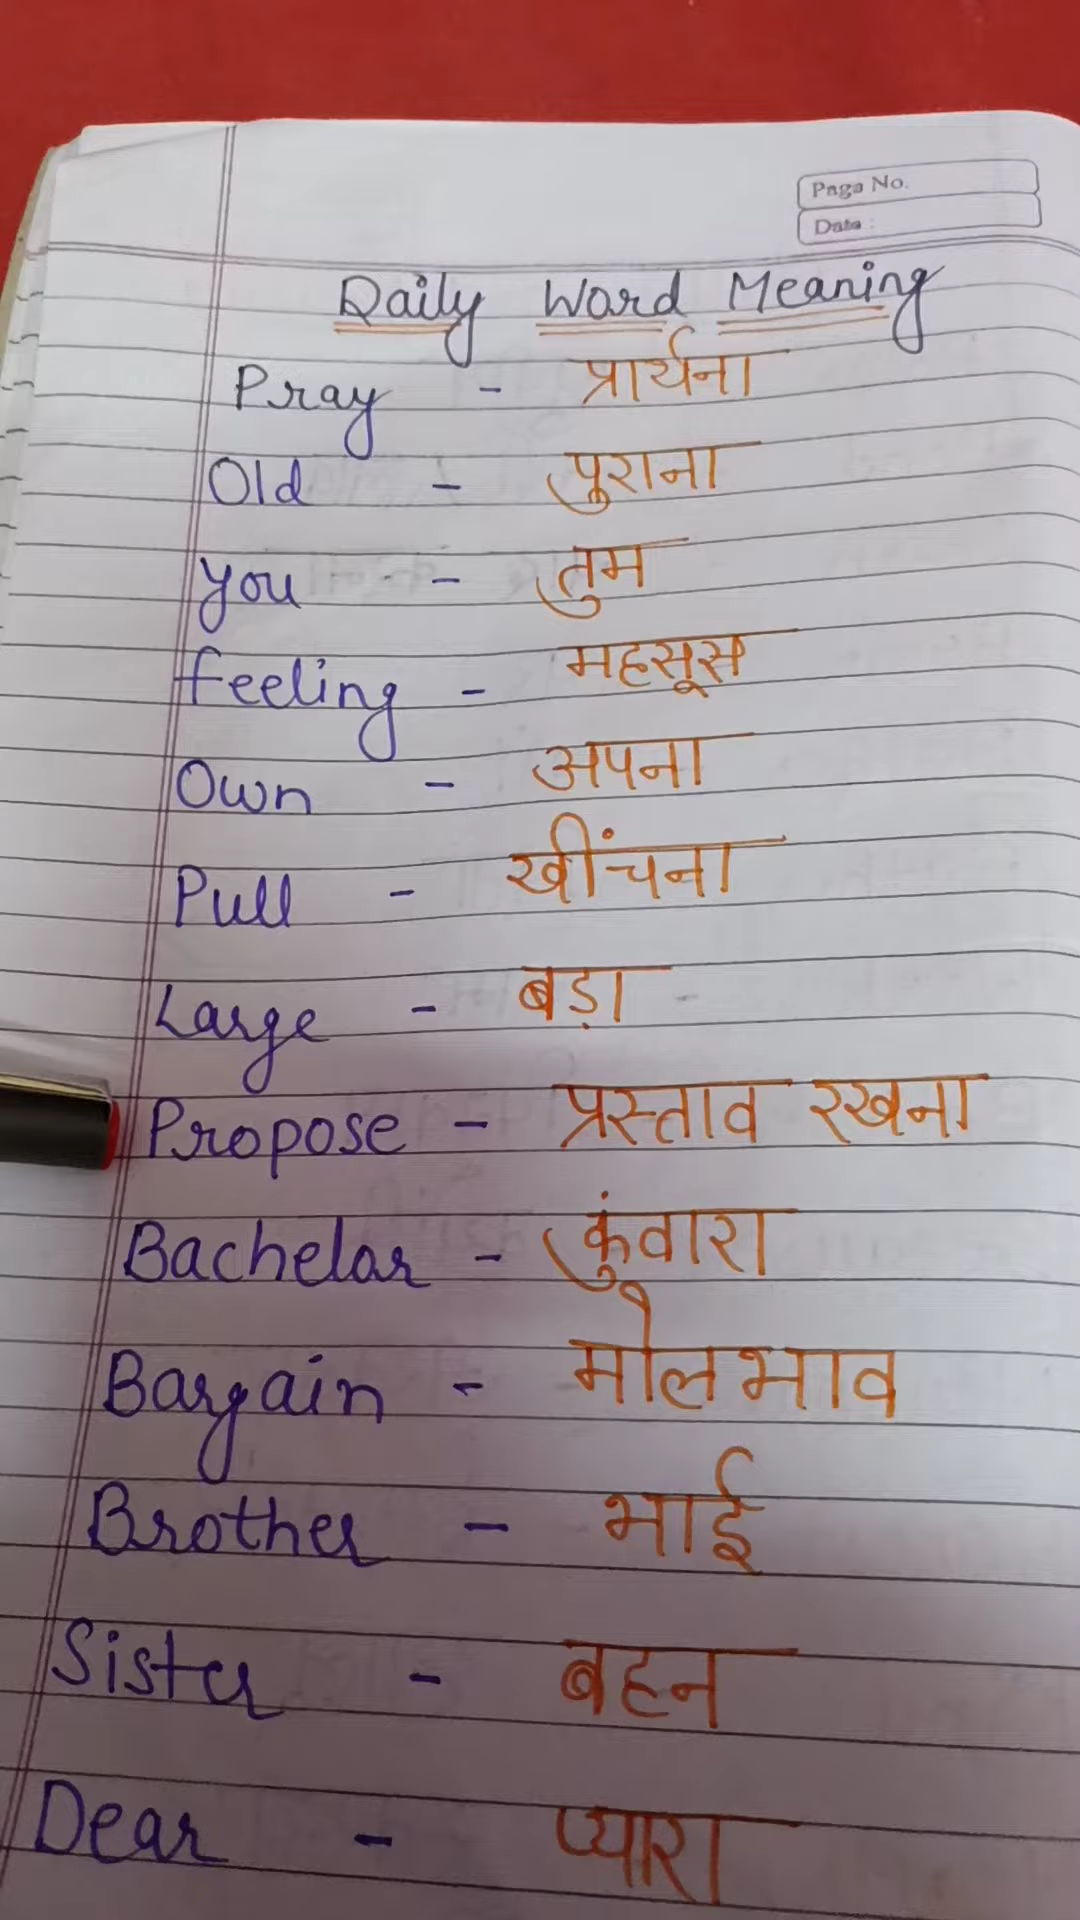 Page No.
Date :
Daily Word Meaning
Pray - प्रार्थना
Old - पुराना
you - तुम
feeling - महसूस
Own - अपना
Pull - खींचना
Large - बड़ा
Propose - प्रस्ताव रखना
Bachelar - कुंवारा
Bargain - मोलभाव
Brother - भाई
Sister - बहन
Dear - प्यारा